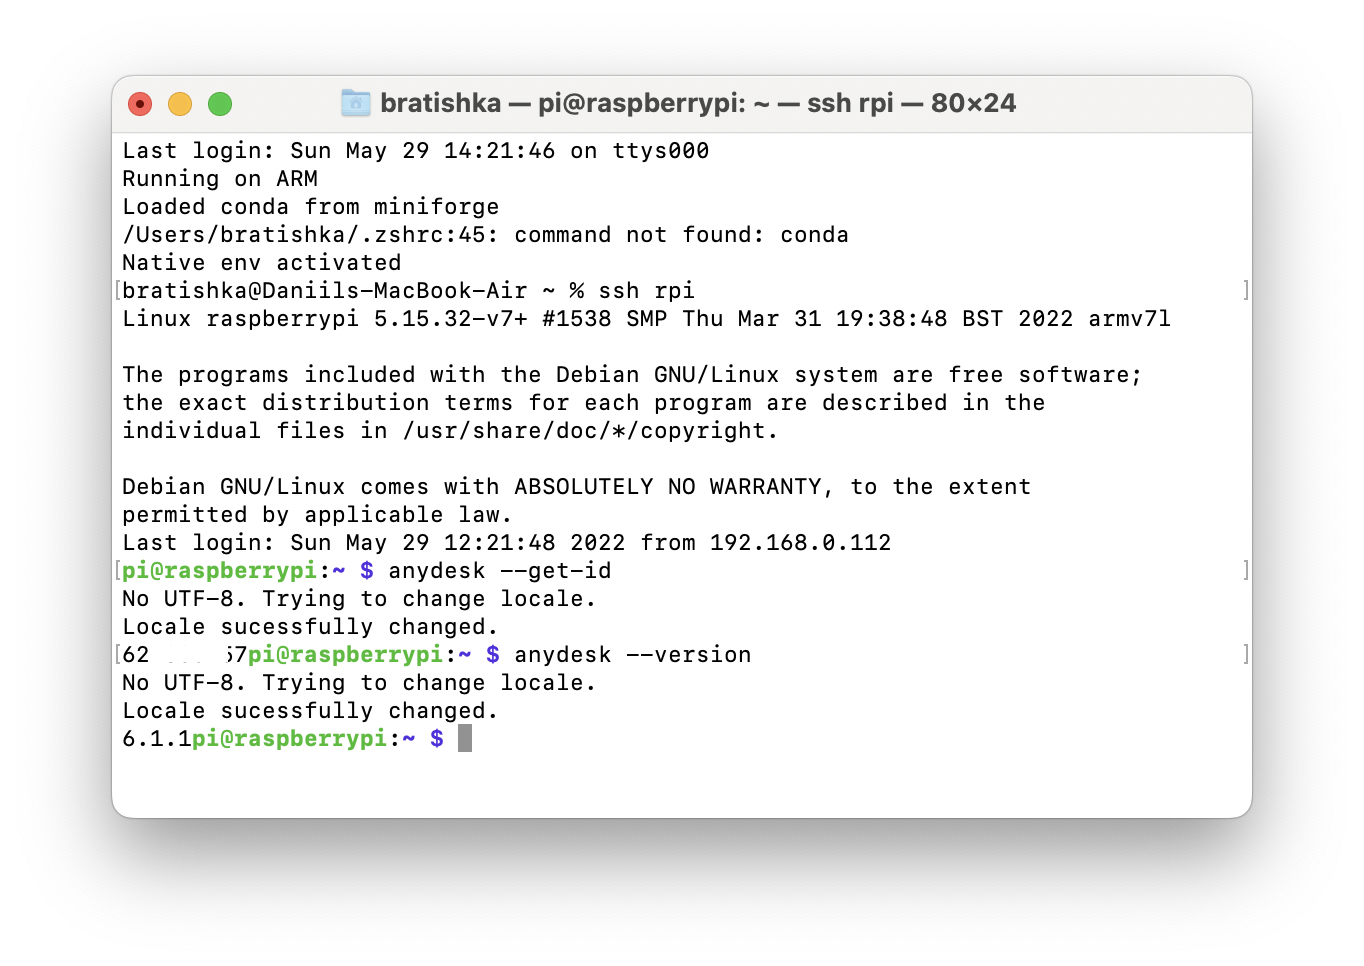 bratishka — pi@raspberrypi: ~ — ssh rpi — 80×24
Last login: Sun May 29 14:21:46 on ttys000
Running on ARM
Loaded conda from miniforge
/Users/bratishka/.zshrc:45: command not found: conda
Native env activated
[bratishka@Daniils-MacBook-Air ~ % ssh rpi ]
Linux raspberrypi 5.15.32-v7+ #1538 SMP Thu Mar 31 19:38:48 BST 2022 armv7l
The programs included with the Debian GNU/Linux system are free software;
the exact distribution terms for each program are described in the
individual files in /usr/share/doc/*/copyright.
Debian GNU/Linux comes with ABSOLUTELY NO WARRANTY, to the extent
permitted by applicable law.
Last login: Sun May 29 12:21:48 2022 from 192.168.0.112
[pi@raspberrypi:~ $ anydesk --get-id ]
No UTF-8. Trying to change locale.
Locale sucessfully changed.
[62 57pi@raspberrypi:~ $ anydesk --version ]
No UTF-8. Trying to change locale.
Locale sucessfully changed.
6.1.1pi@raspberrypi:~ $